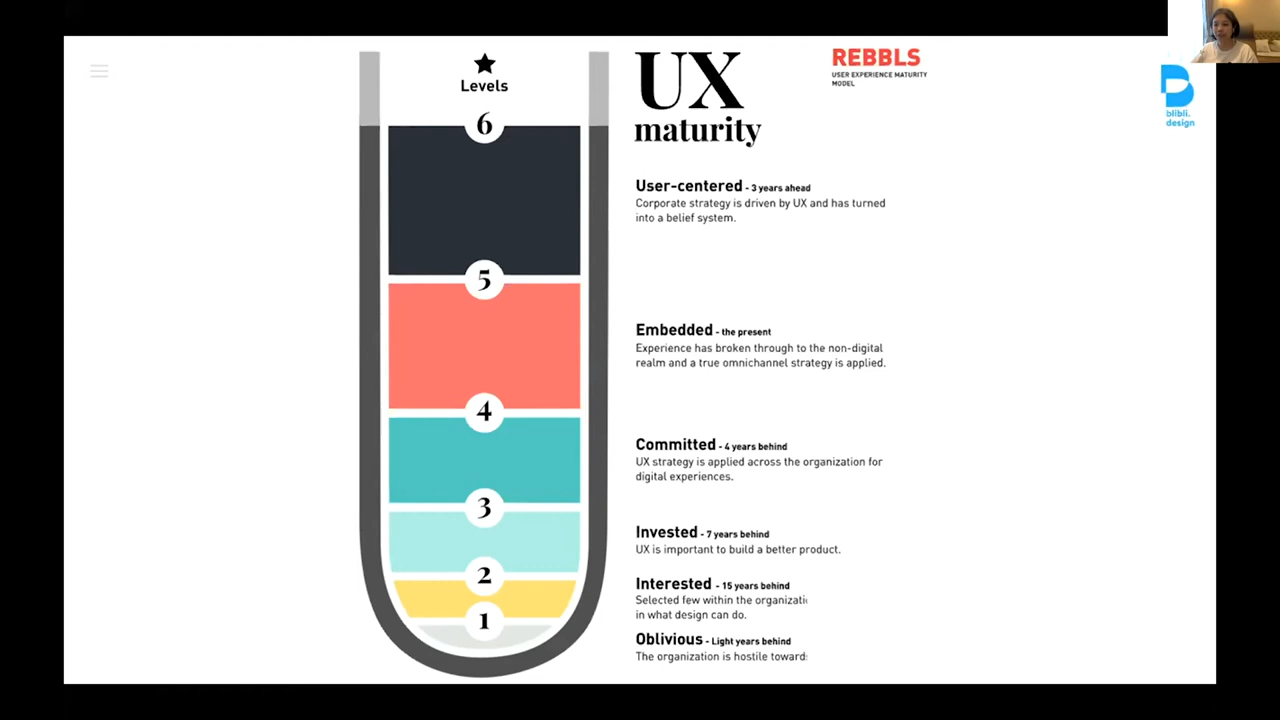 Levels
6
5
4
3
2
1
UX
maturity
REBBLS
USER EXPERIENCE MATURITY
MODEL
blibli.
design
User-centered - 3 years ahead
Corporate strategy is driven by UX and has turned
into a belief system.
Embedded - the present
Experience has broken through to the non-digital
realm and a true omnichannel strategy is applied.
Committed - 4 years behind
UX strategy is applied across the organization for
digital experiences.
Invested - 7 years behind
UX is important to build a better product.
Interested - 15 years behind
Selected few within the
in what design can do.
Oblivious - Light years behind
The organization is hostile